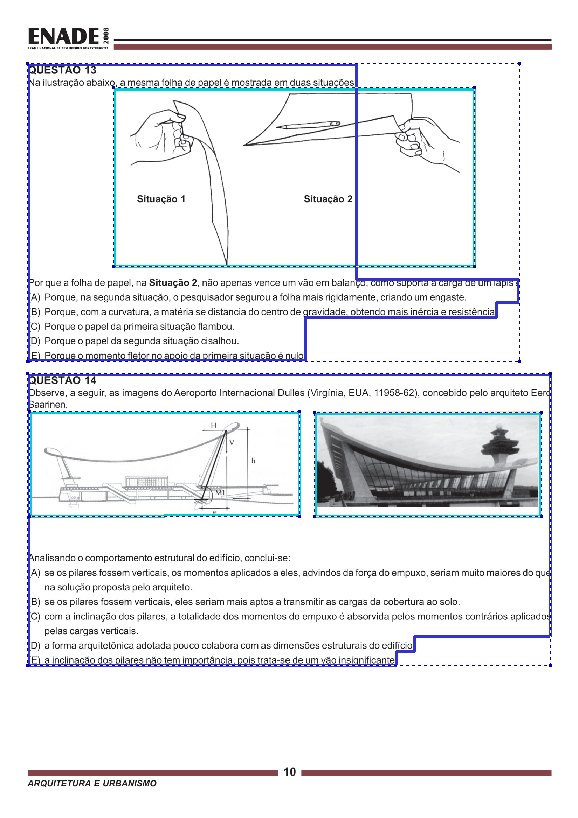 ENADE 2008
EXAME NACIONAL DE DESEMPENHO DOS ESTUDANTES
QUESTÃO 13
Na ilustração abaixo, a mesma folha de papel é mostrada em duas situações.
Situação 1
Situação 2
Por que a folha de papel, na Situação 2, não apenas vence um vão em balanço, como suporta a carga de um lápis?
(A) Porque, na segunda situação, o pesquisador segurou a folha mais rigidamente, criando um engaste.
(B) Porque, com a curvatura, a matéria se distancia do centro de gravidade, obtendo mais inércia e resistência.
(C) Porque o papel da primeira situação flambou.
(D) Porque o papel da segunda situação cisalhou.
(E) Porque o momento fletor no apoio da primeira situação é nulo.
QUESTÃO 14
Observe, a seguir, as imagens do Aeroporto Internacional Dulles (Virgínia, EUA, 11958-62), concebido pelo arquiteto Eero
Saarinen.
H
V
h
M1
e
Analisando o comportamento estrutural do edifício, conclui-se:
(A) se os pilares fossem verticais, os momentos aplicados a eles, advindos da força do empuxo, seriam muito maiores do que
na solução proposta pelo arquiteto.
(B) se os pilares fossem verticais, eles seriam mais aptos a transmitir as cargas da cobertura ao solo.
(C) com a inclinação dos pilares, a totalidade dos momentos do empuxo é absorvida pelos momentos contrários aplicados
pelas cargas verticais.
(D) a forma arquitetônica adotada pouco colabora com as dimensões estruturais do edifício.
(E) a inclinação dos pilares não tem importância, pois trata-se de um vão insignificante.
10
ARQUITETURA E URBANISMO